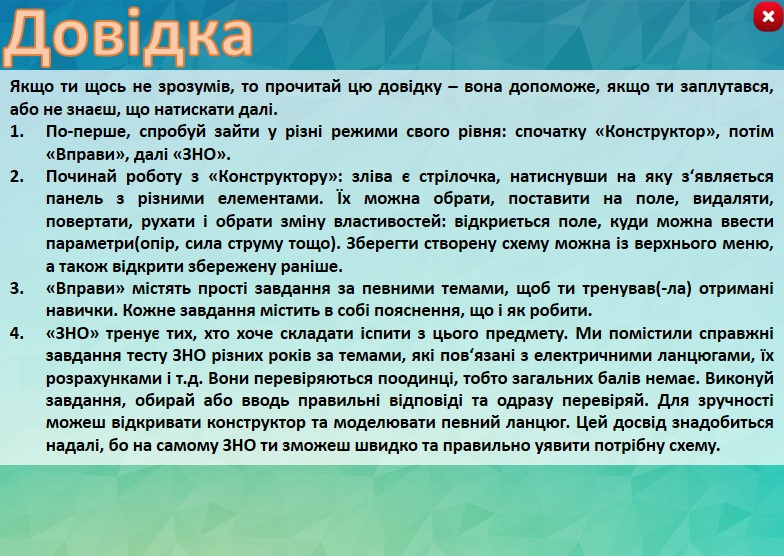 Довідка
Якщо ти щось не зрозумів, то прочитай цю довідку – вона допоможе, якщо ти заплутався,
або не знаєш, що натискати далі.
1. По-перше, спробуй зайти у різні режими свого рівня: спочатку «Конструктор», потім
«Вправи», далі «ЗНО».
2. Починай роботу з «Конструктору»: зліва є стрілочка, натиснувши на яку з‘являється
панель з різними елементами. Їх можна обрати, поставити на поле, видаляти,
повертати, рухати і обрати зміну властивостей: відкриється поле, куди можна ввести
параметри(опір, сила струму тощо). Зберегти створену схему можна із верхнього меню,
а також відкрити збережену раніше.
3. «Вправи» містять прості завдання за певними темами, щоб ти тренував(-ла) отримані
навички. Кожне завдання містить в собі пояснення, що і як робити.
4. «ЗНО» тренує тих, хто хоче складати іспити з цього предмету. Ми помістили справжні
завдання тесту ЗНО різних років за темами, які пов‘язані з електричними ланцюгами, їх
розрахунками і т.д. Вони перевіряються поодинці, тобто загальних балів немає. Виконуй
завдання, обирай або вводь правильні відповіді та одразу перевіряй. Для зручності
можеш відкривати конструктор та моделювати певний ланцюг. Цей досвід знадобиться
надалі, бо на самому ЗНО ти зможеш швидко та правильно уявити потрібну схему.